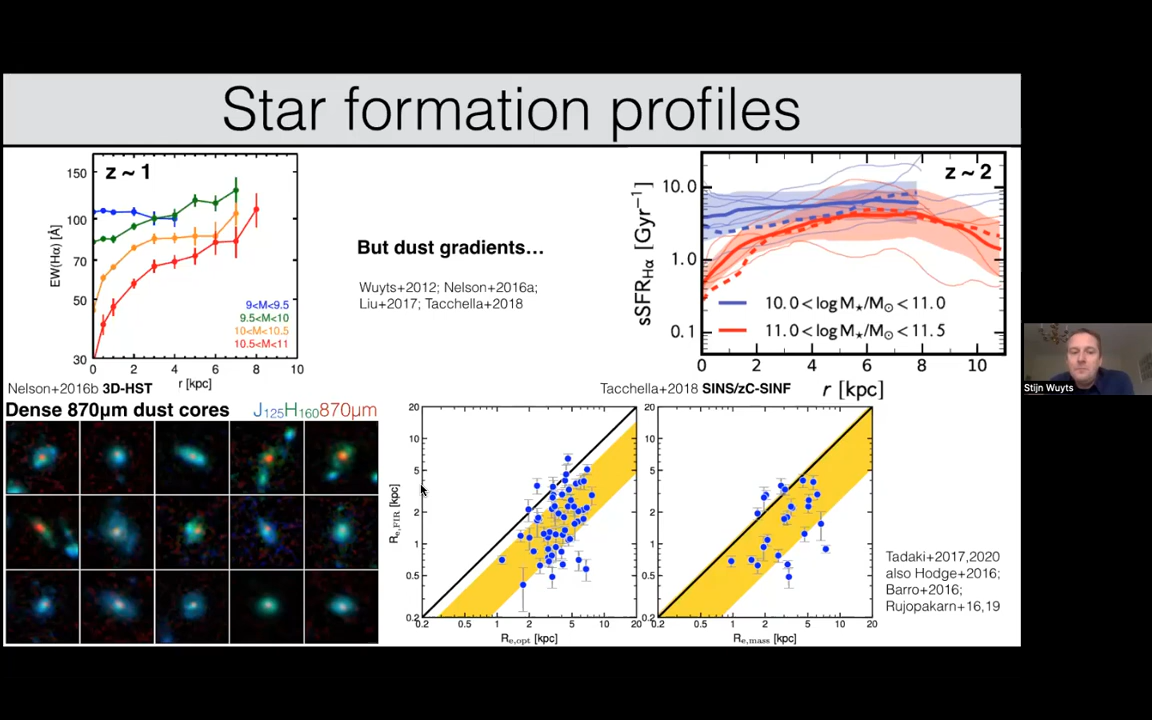 Star formation profiles
z ~ 1
150
100
70
50
30
EW(Hα) [Å]
9<M<9.5
9.5<M<10
10<M<10.5
10.5<M<11
0 2 4 6 8 10
r [kpc]
Nelson+2016b 3D-HST
But dust gradients…
Wuyts+2012; Nelson+2016a;
Liu+2017; Tacchella+2018
z ~ 2
10.0
1.0
0.1
sSFRHα [Gyr−1]
10.0 < log M⋆/M⊙ < 11.0
11.0 < log M⋆/M⊙ < 11.5
0 2 4 6 8 10
Tacchella+2018 SINS/zC-SINF
r [kpc]
Stijn Wuyts
Dense 870μm dust cores
J125H160870μm
20
10
5
2
1
0.5
0.2
Re,FIR [kpc]
0.2 0.5 1 2 5 10 20
Re,opt [kpc]
20
10
5
2
1
0.5
0.2
0.2 0.5 1 2 5 10 20
Re,mass [kpc]
Tadaki+2017,2020
also Hodge+2016;
Barro+2016;
Rujopakarn+16,19